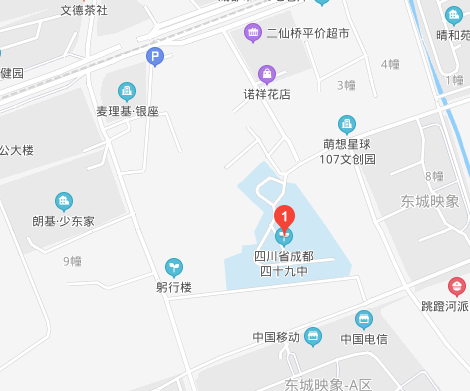 文德茶社
二仙桥平价超市
晴和苑
健园
P
4幢
3幢
1幢
诺祥花店
麦理基·银座
萌想星球
107文创园
公大楼
8幢
东城映象
朗基·少东家
1
四川省成都
四十九中
9幢
躬行楼
跳蹬河派
中国移动
中国电信
东城映象-A区